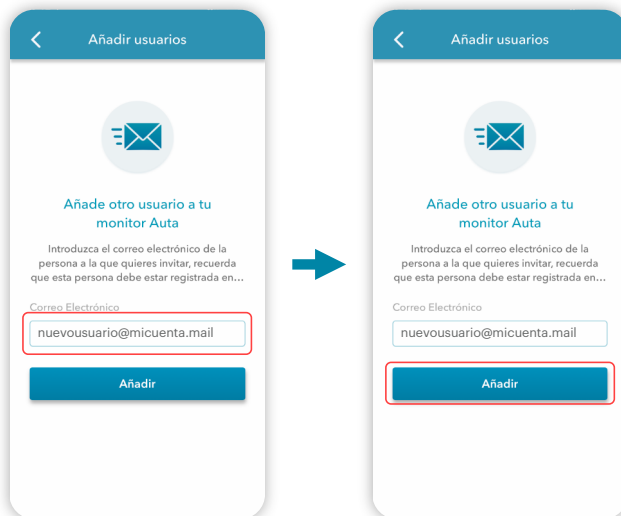 Añadir usuarios
Añade otro usuario a tu
monitor Auta
Introduzca el correo electrónico de la
persona a la que quieres invitar, recuerda
que esta persona debe estar registrada en...
Correo Electrónico
nuevousuario@micuenta.mail
Añadir
Añadir usuarios
Añade otro usuario a tu
monitor Auta
Introduzca el correo electrónico de la
persona a la que quieres invitar, recuerda
que esta persona debe estar registrada en...
Correo Electrónico
nuevousuario@micuenta.mail
Añadir